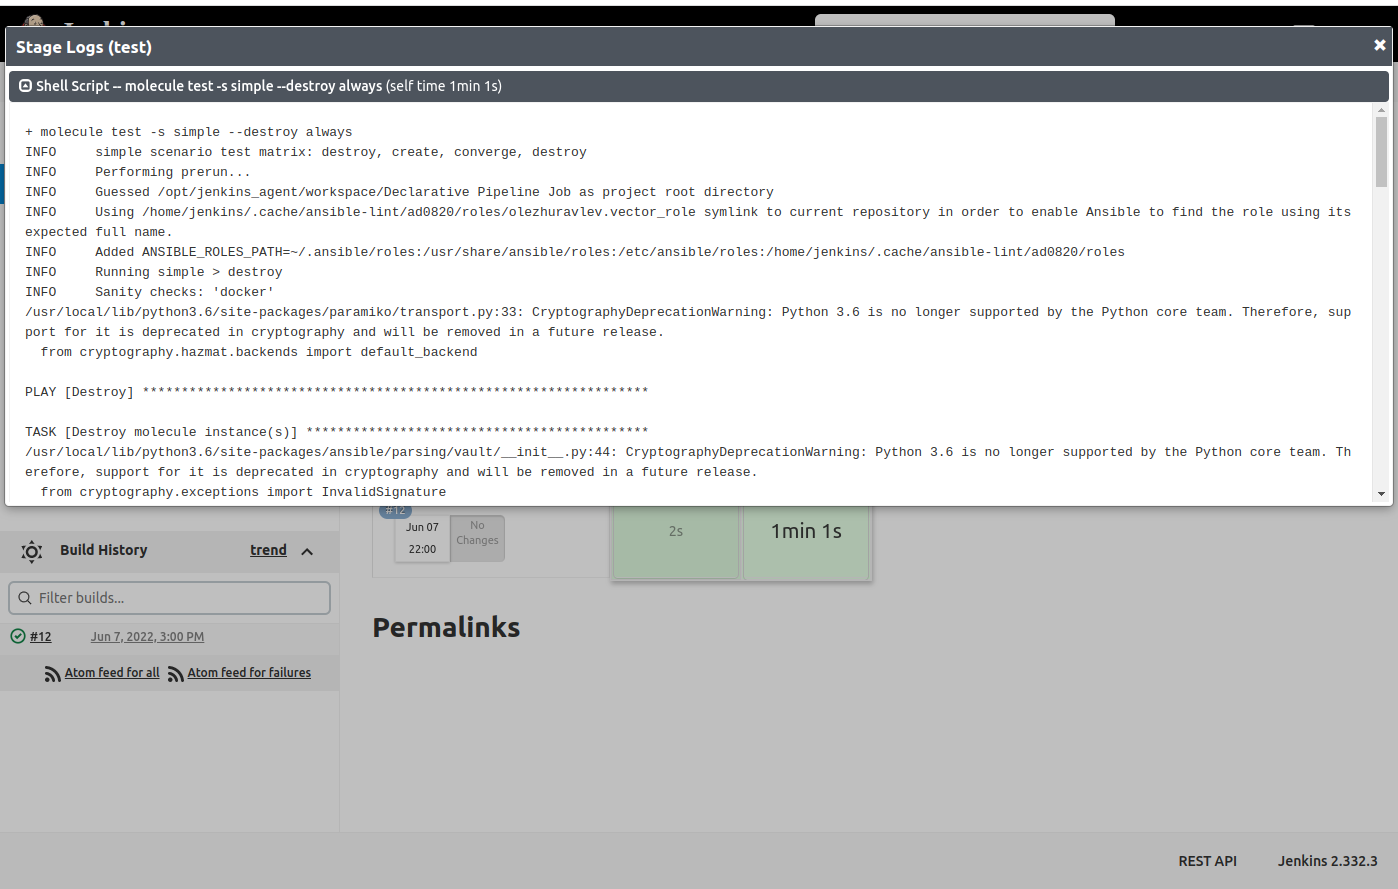 Stage Logs (test)
Shell Script -- molecule test -s simple --destroy always (self time 1min 1s)
+ molecule test -s simple --destroy always
INFO     simple scenario test matrix: destroy, create, converge, destroy
INFO     Performing prerun...
INFO     Guessed /opt/jenkins_agent/workspace/Declarative Pipeline Job as project root directory
INFO     Using /home/jenkins/.cache/ansible-lint/ad0820/roles/olezhuravlev.vector_role symlink to current repository in order to enable Ansible to find the role using its
expected full name.
INFO     Added ANSIBLE_ROLES_PATH=~/.ansible/roles:/usr/share/ansible/roles:/etc/ansible/roles:/home/jenkins/.cache/ansible-lint/ad0820/roles
INFO     Running simple > destroy
INFO     Sanity checks: 'docker'
/usr/local/lib/python3.6/site-packages/paramiko/transport.py:33: CryptographyDeprecationWarning: Python 3.6 is no longer supported by the Python core team. Therefore, sup
port for it is deprecated in cryptography and will be removed in a future release.
  from cryptography.hazmat.backends import default_backend
PLAY [Destroy] *****************************************************************
TASK [Destroy molecule instance(s)] ********************************************
/usr/local/lib/python3.6/site-packages/ansible/parsing/vault/__init__.py:44: CryptographyDeprecationWarning: Python 3.6 is no longer supported by the Python core team. Th
erefore, support for it is deprecated in cryptography and will be removed in a future release.
  from cryptography.exceptions import InvalidSignature
#12
Jun 07
22:00
No
Changes
2s
1min 1s
Build History
trend
Filter builds...
#12
Jun 7, 2022, 3:00 PM
Atom feed for all
Atom feed for failures
Permalinks
REST API
Jenkins 2.332.3